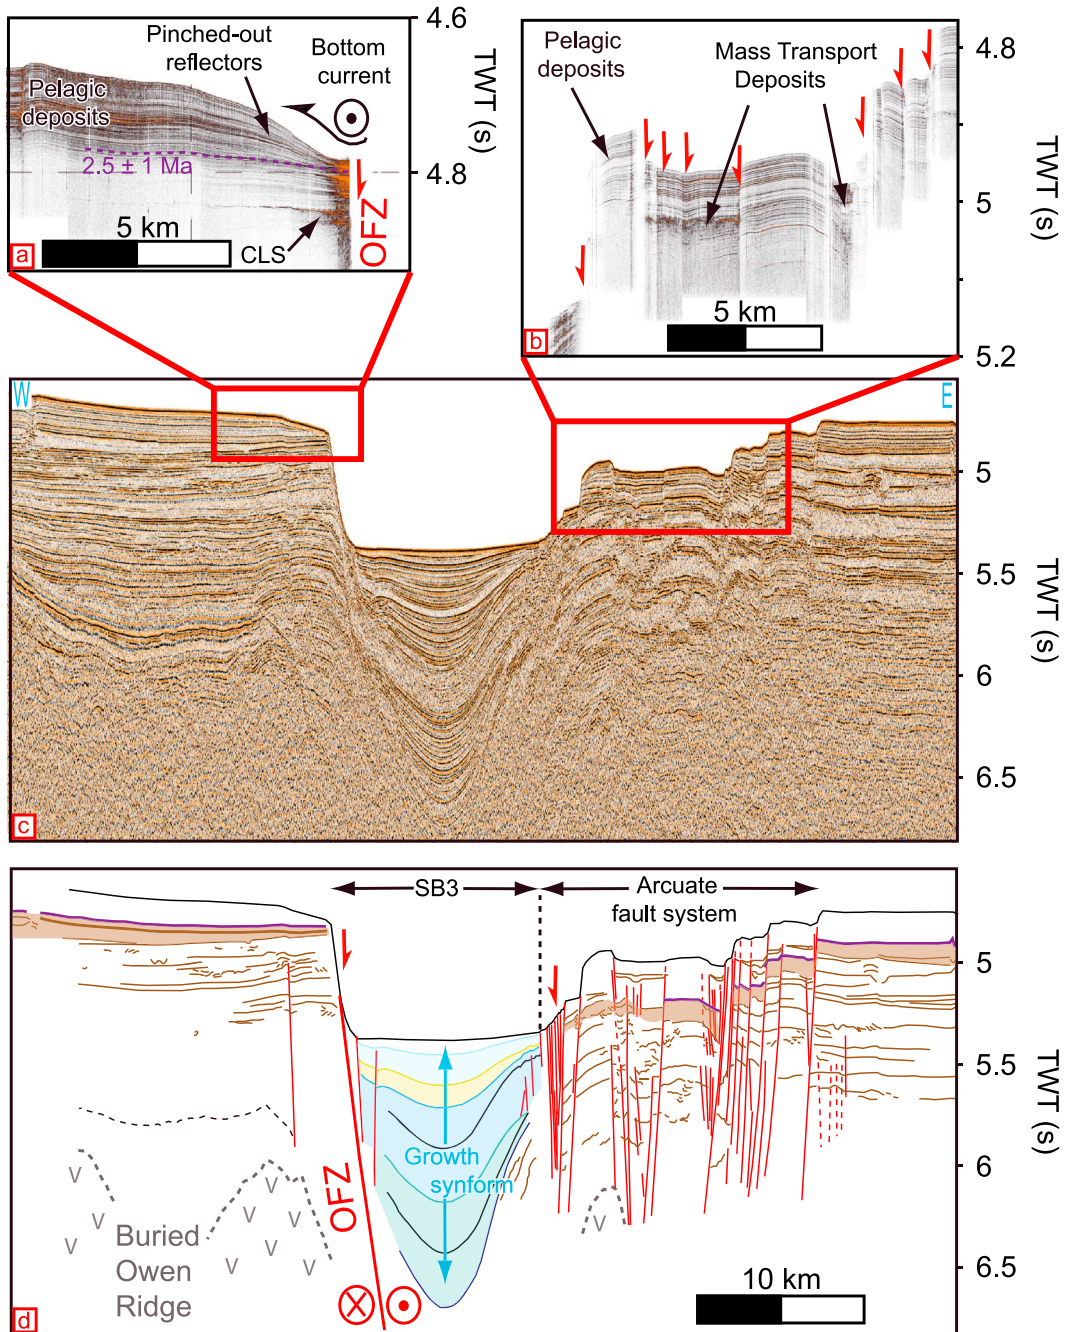 Pinched-out
reflectors
Bottom
current
Pelagic
deposits
2.5 ± 1 Ma
5 km
CLS
OFZ
a
4.6
4.8
TWT (s)
Pelagic
deposits
Mass Transport
Deposits
5 km
b
4.8
5
5.2
TWT (s)
W
E
c
5
5.5
6
6.5
TWT (s)
SB3
Arcuate
fault system
Growth
synform
OFZ
V
V
V
V
V
V
V
V
V
Buried
Owen
Ridge
10 km
d
5
5.5
6
6.5
TWT (s)